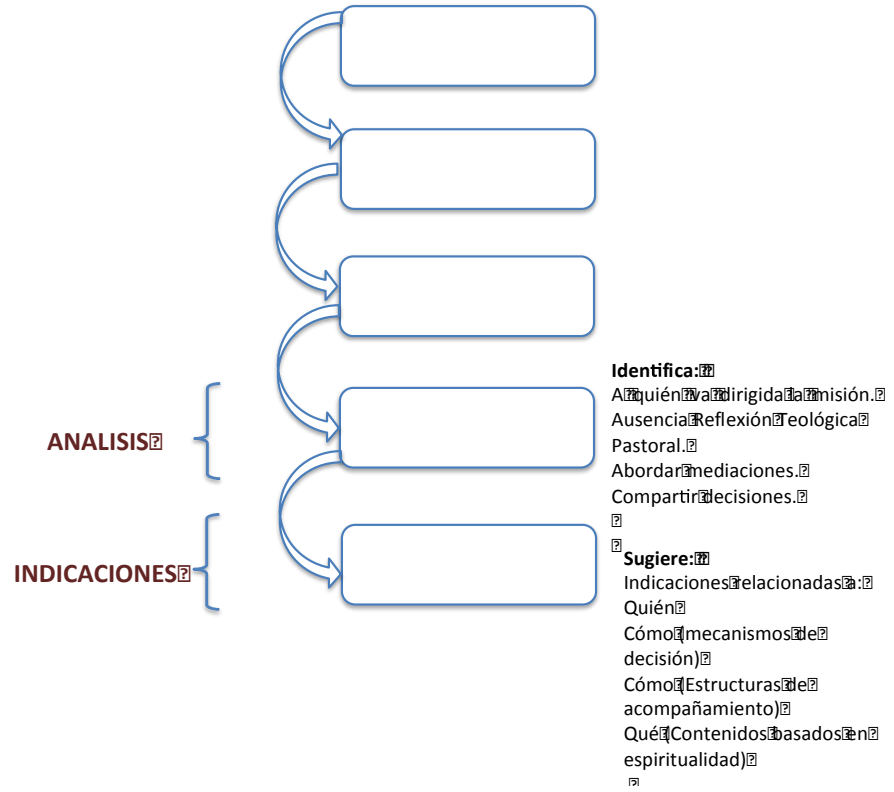 Identifica:
A quién va dirigida la misión.
Ausencia Reflexión Teológica
Pastoral.
ANALISIS
Abordar mediaciones.
Compartir decisiones.
Sugiere:
INDICACIONES
Indicaciones relacionadas a:
Quién
Cómo (mecanismos de
decisión)
Cómo (Estructuras de
acompañamiento)
Qué (Contenidos basados en
espiritualidad)